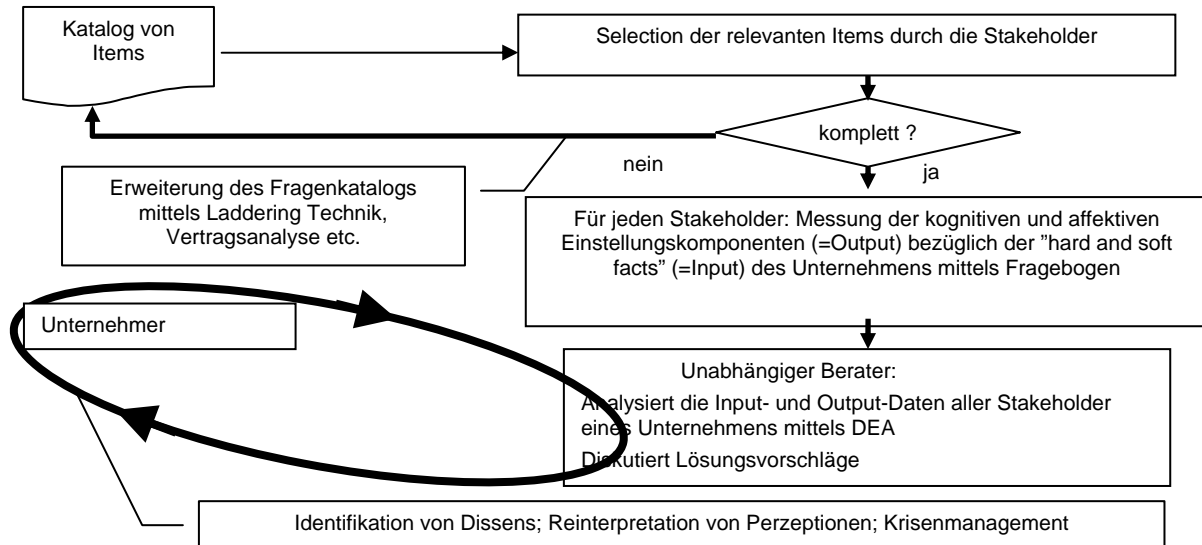 Katalog von
Items
Selection der relevanten Items durch die Stakeholder
komplett ?
nein
ja
Erweiterung des Fragenkatalogs
mittels Laddering Technik,
Vertragsanalyse etc.
Für jeden Stakeholder: Messung der kognitiven und affektiven
Einstellungskomponenten (=Output) bezüglich der ”hard and soft
facts” (=Input) des Unternehmens mittels Fragebogen
Unternehmer
Unabhängiger Berater:
Analysiert die Input- und Output-Daten aller Stakeholder
eines Unternehmens mittels DEA
Diskutiert Lösungsvorschläge
Identifikation von Dissens; Reinterpretation von Perzeptionen; Krisenmanagement